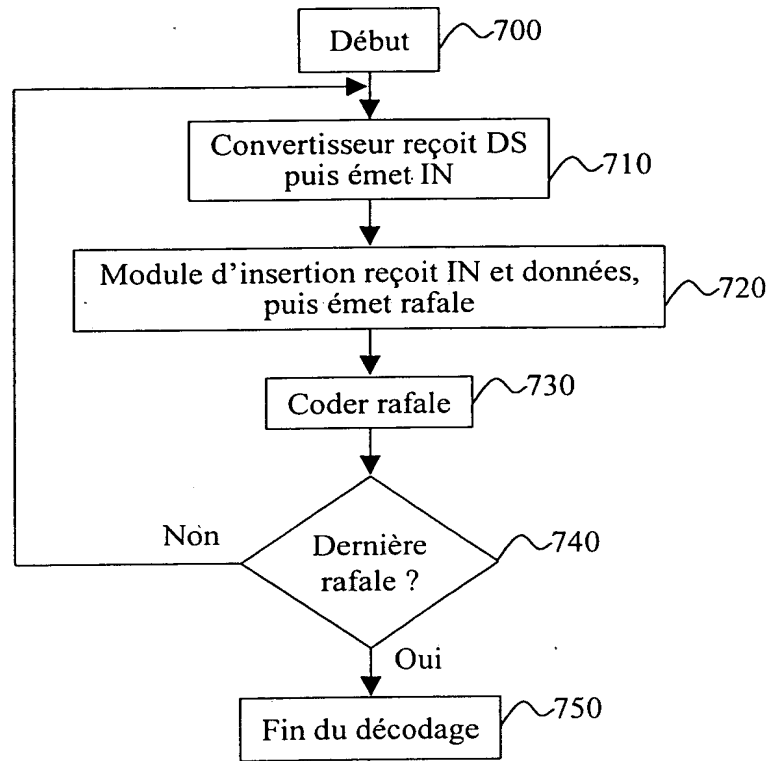 Début
700
Convertisseur reçoit DS
puis émet IN
710
Module d'insertion reçoit IN et données,
puis émet rafale
720
Coder rafale
730
Non
Dernière
rafale ?
740
Oui
Fin du décodage
750